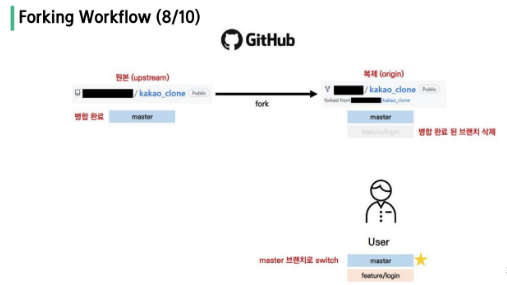 Forking Workflow (8/10)
GitHub
원본 (upstream)
/ kakao_clone Public
병합 완료
master
fork
복제 (origin)
/ kakao_clone Public
forked from /kakao_clone
master
feature/login
병합 완료 된 브랜치 삭제
User
master 브랜치로 switch
master
feature/login